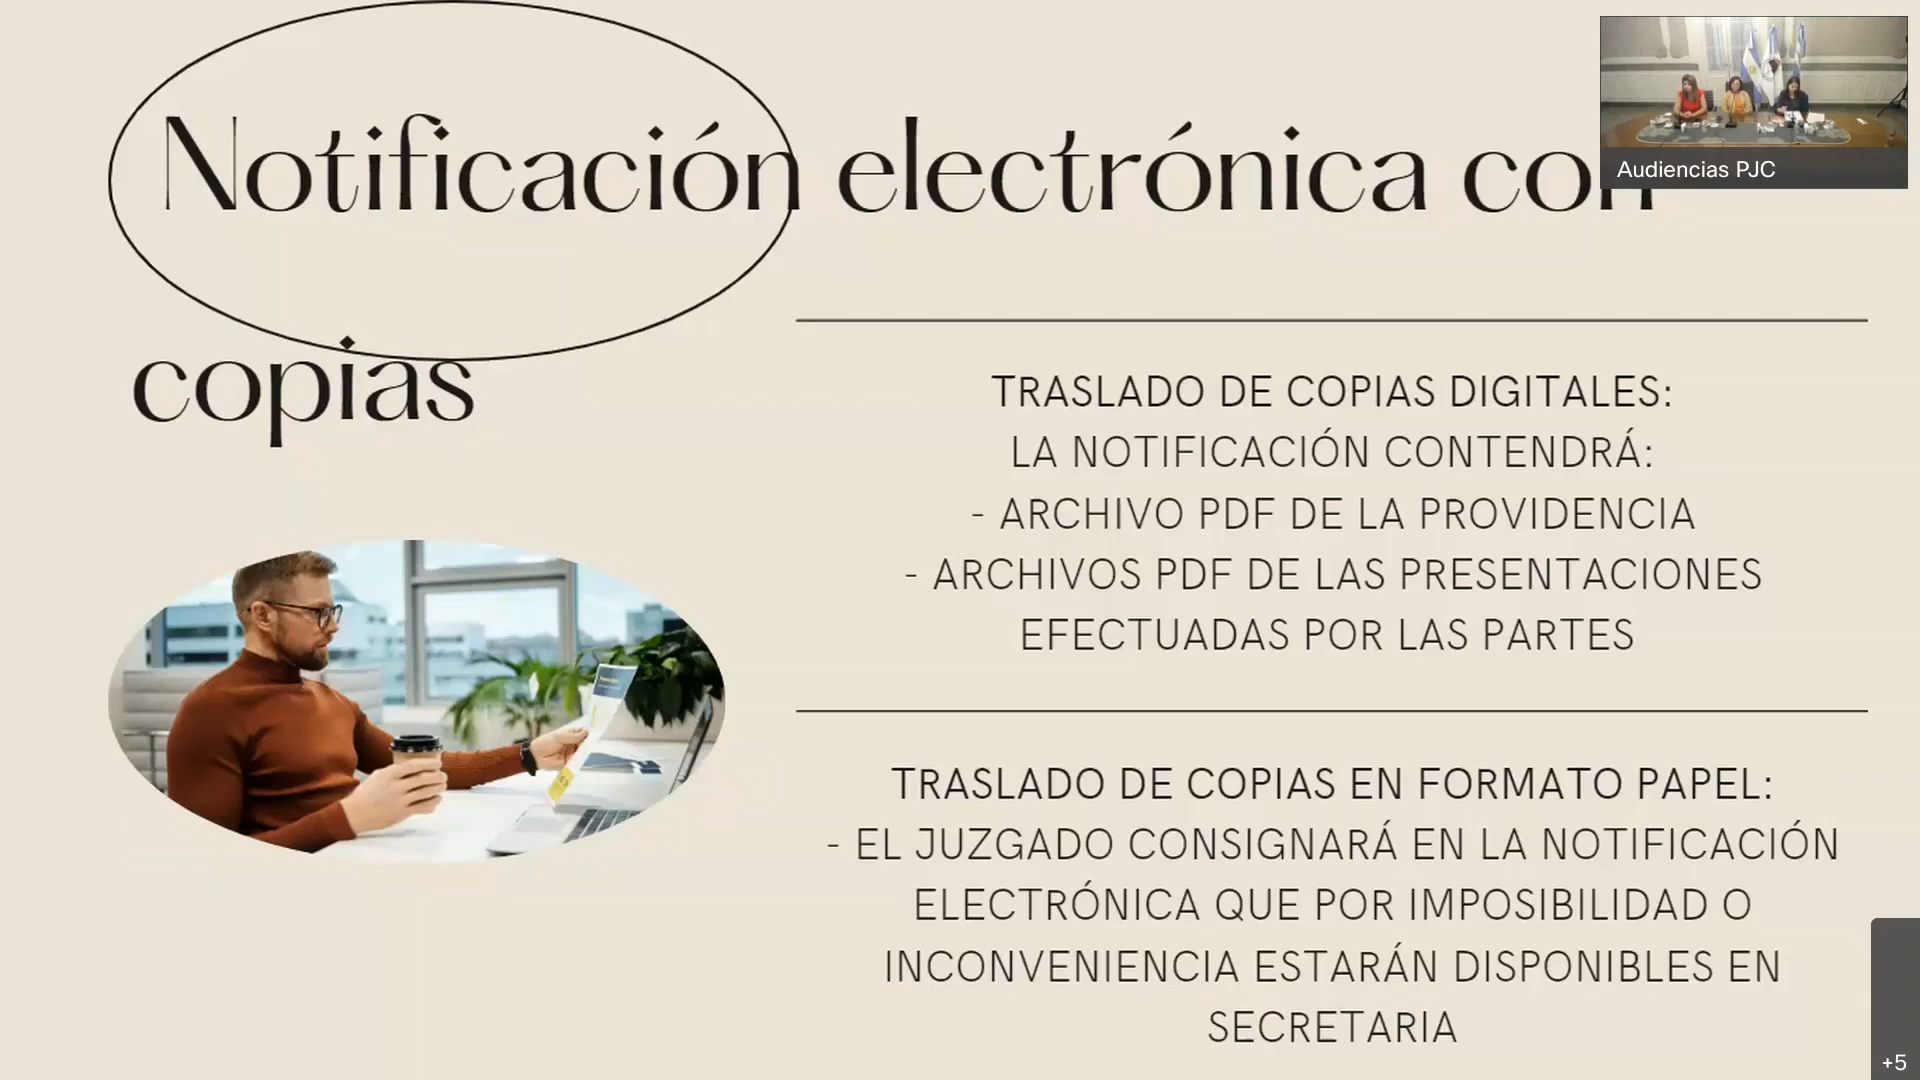 Notificación electrónica con
copias
Audiencias PJC
TRASLADO DE COPIAS DIGITALES:
LA NOTIFICACIÓN CONTENDRÁ:
- ARCHIVO PDF DE LA PROVIDENCIA
- ARCHIVOS PDF DE LAS PRESENTACIONES
EFECTUADAS POR LAS PARTES
TRASLADO DE COPIAS EN FORMATO PAPEL:
- EL JUZGADO CONSIGNARÁ EN LA NOTIFICACIÓN
ELECTRÓNICA QUE POR IMPOSIBILIDAD O
INCONVENIENCIA ESTARÁN DISPONIBLES EN
SECRETARIA
+5